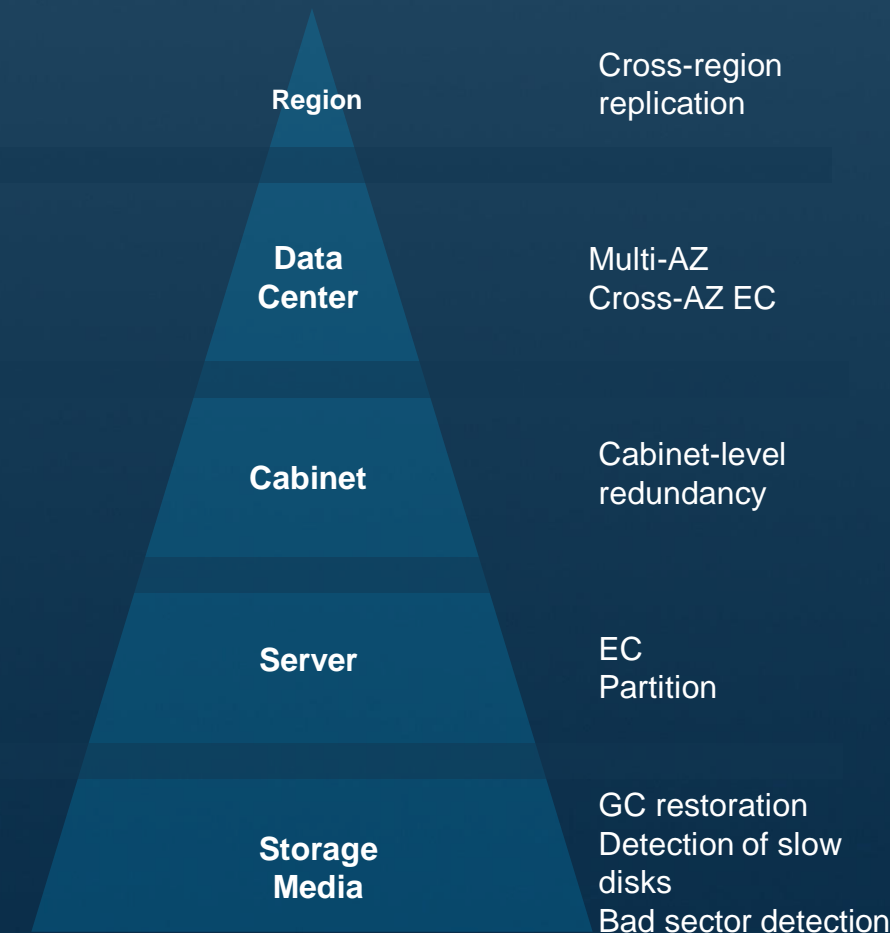 Region
Cross-region
replication
Data
Center
Multi-AZ
Cross-AZ EC
Cabinet
Cabinet-level
redundancy
Server
EC
Partition
Storage
Media
GC restoration
Detection of slow
disks
Bad sector detection